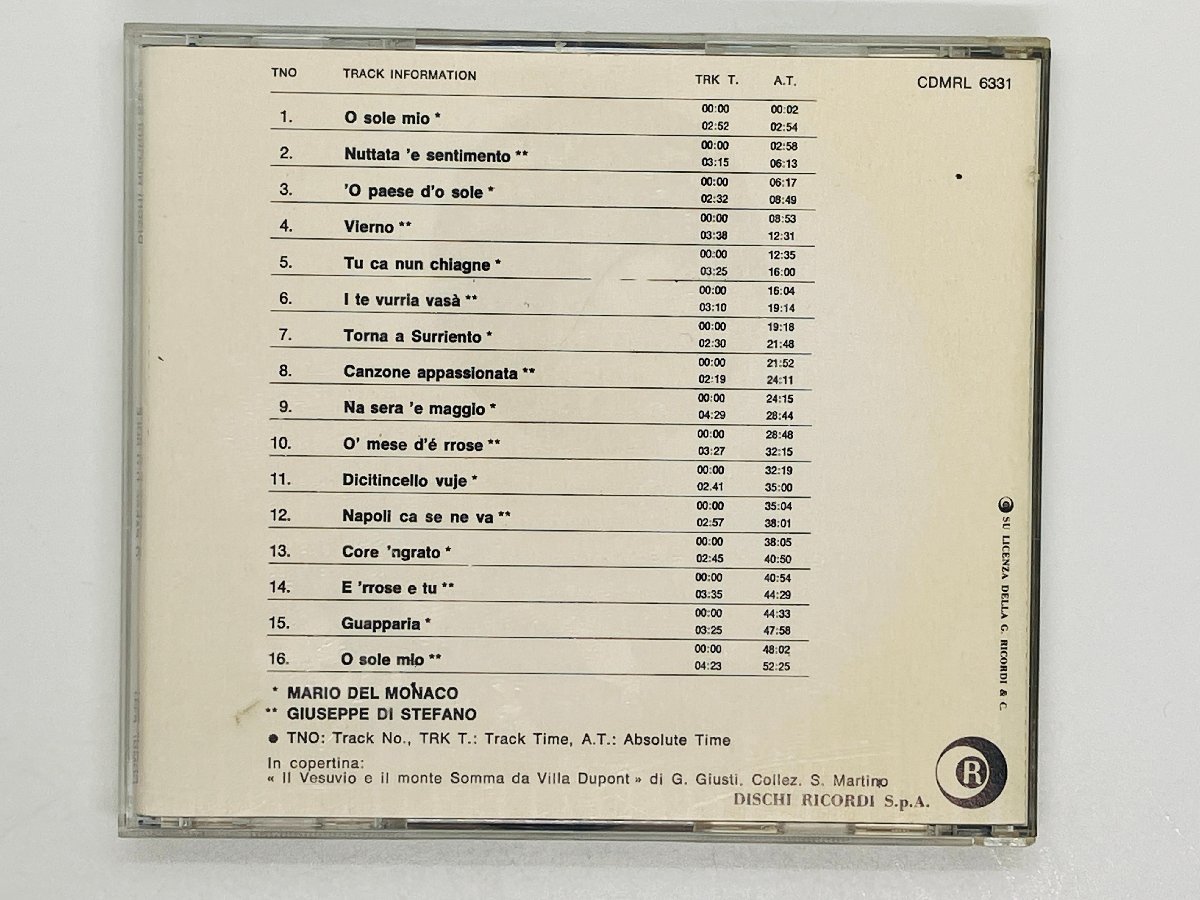 TNO TRACK INFORMATION TRK T. A.T. CDMRL 6331
1. O sole mio * 00:00 00:02
02:52 02:54
2. Nuttata 'e sentimento ** 00:00 02:58
03:15 06:13
3. 'O paese d'o sole * 00:00 06:17
02:32 08:49
4. Vierno ** 00:00 08:53
03:38 12:31
5. Tu ca nun chiagne * 00:00 12:35
03:25 16:00
6. I te vurria vasà ** 00:00 16:04
03:10 19:14
7. Torna a Surriento * 00:00 19:18
02:30 21:48
8. Canzone appassionata ** 00:00 21:52
02:19 24:11
9. Na sera 'e maggio * 00:00 24:15
04:29 28:44
10. O' mese d'é rrose ** 00:00 28:48
03:27 32:15
11. Dicitincello vuje * 00:00 32:19
02.41 35:00
12. Napoli ca se ne va ** 00:00 35:04
02:57 38:01
13. Core 'ngrato * 00:00 38:05
02:45 40:50
14. E 'rrose e tu ** 00:00 40:54
03:35 44:29
15. Guapparia * 00:00 44:33
03:25 47:58
16. O sole mio ** 00:00 48:02
04:23 52:25
* MARIO DEL MONACO
** GIUSEPPE DI STEFANO
● TNO: Track No., TRK T.: Track Time, A.T.: Absolute Time
In copertina:
« Il Vesuvio e il monte Somma da Villa Dupont » di G. Giusti. Collez. S. Martino
DISCHI RICORDI S.p.A.
R
SU LICENZA DELLA G. RICORDI & C.